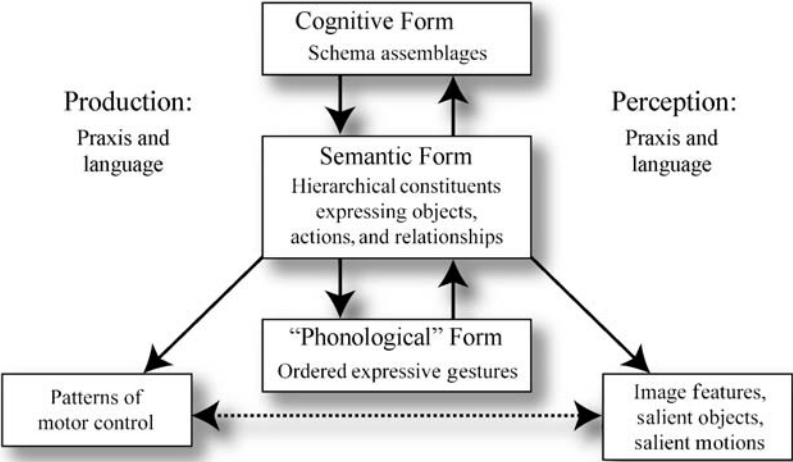 Cognitive Form
Schema assemblages
Production:
Praxis and
language
Perception:
Praxis and
language
Semantic Form
Hierarchical constituents
expressing objects,
actions, and relationships
“Phonological” Form
Ordered expressive gestures
Patterns of
motor control
Image features,
salient objects,
salient motions